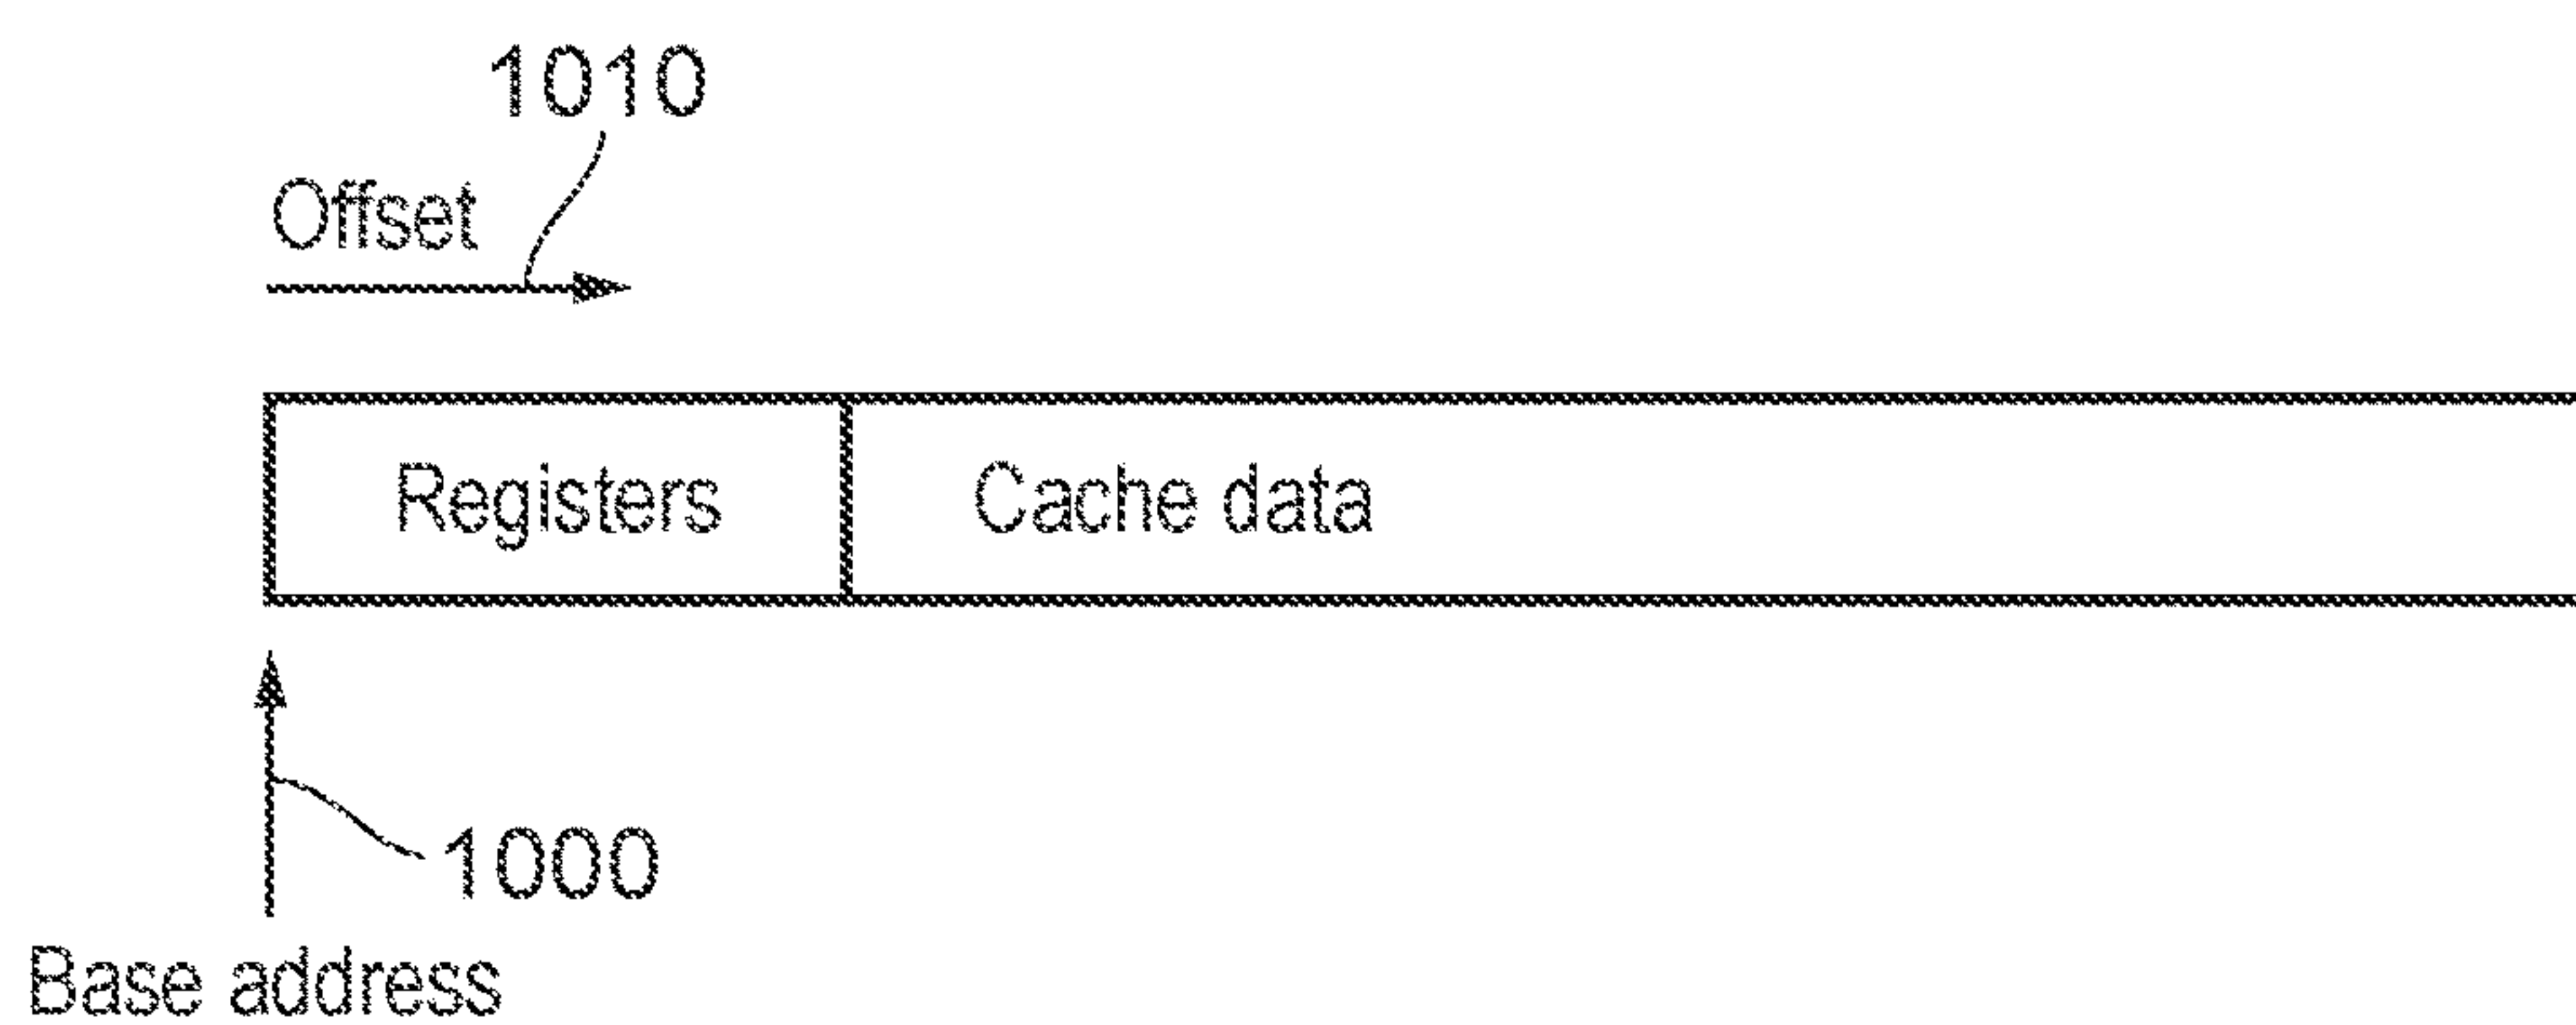 1010
Offset
Registers
Cache data
1000
Base address